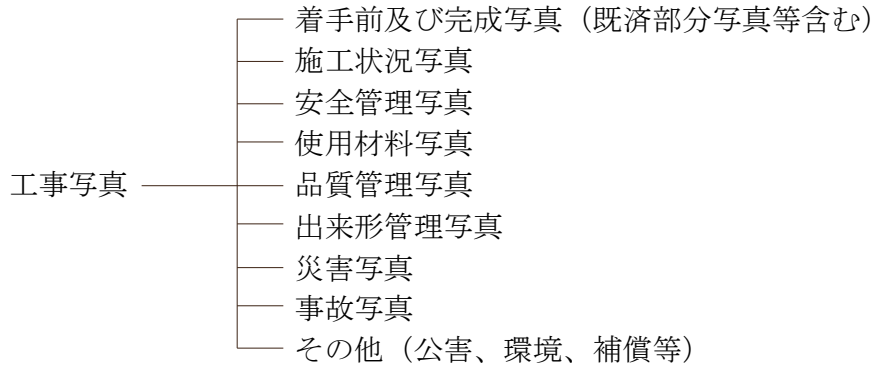 着手前及び完成写真（既済部分写真等含む）
施工状況写真
安全管理写真
使用材料写真
工事写真
品質管理写真
出来形管理写真
災害写真
事故写真
その他（公害、環境、補償等）